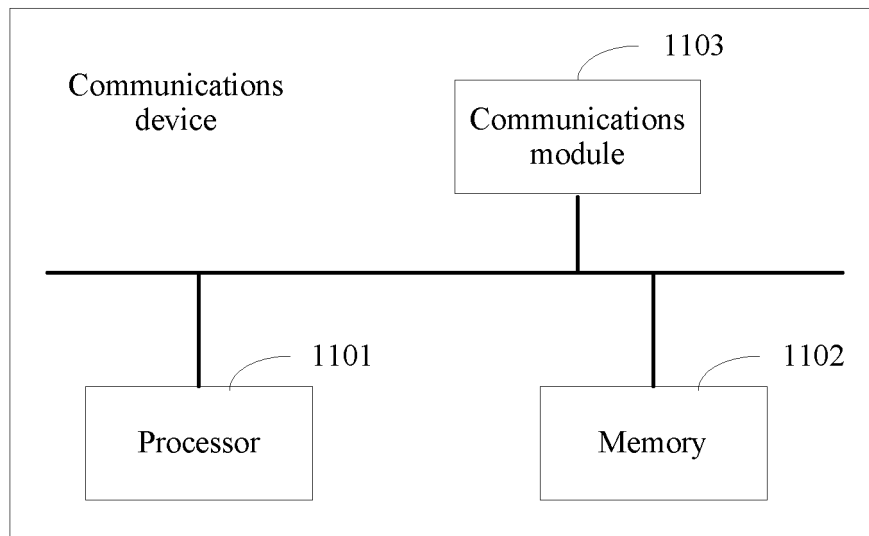 1103
Communications
device
Communications
module
1101
1102
Processor
Memory